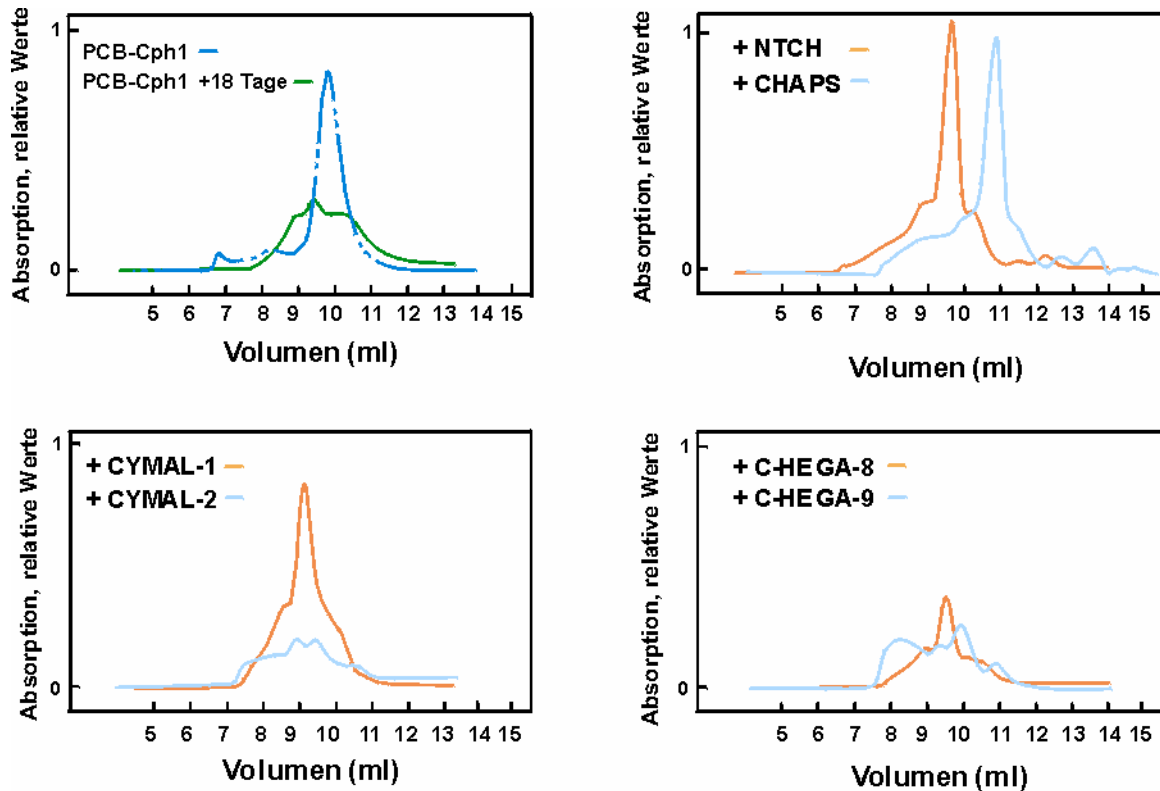 Absorption, relative Werte
1
0
PCB-Cph1
PCB-Cph1 +18 Tage
5 6 7 8 9 10 11 12 13 14 15
Volumen (ml)
Absorption, relative Werte
1
0
+ NTCH
+ CHAPS
5 6 7 8 9 10 11 12 13 14 15
Volumen (ml)
Absorption, relative Werte
1
0
+ CYMAL-1
+ CYMAL-2
5 6 7 8 9 10 11 12 13 14 15
Volumen (ml)
Absorption, relative Werte
1
0
+ C-HEGA-8
+ C-HEGA-9
5 6 7 8 9 10 11 12 13 14 15
Volumen (ml)